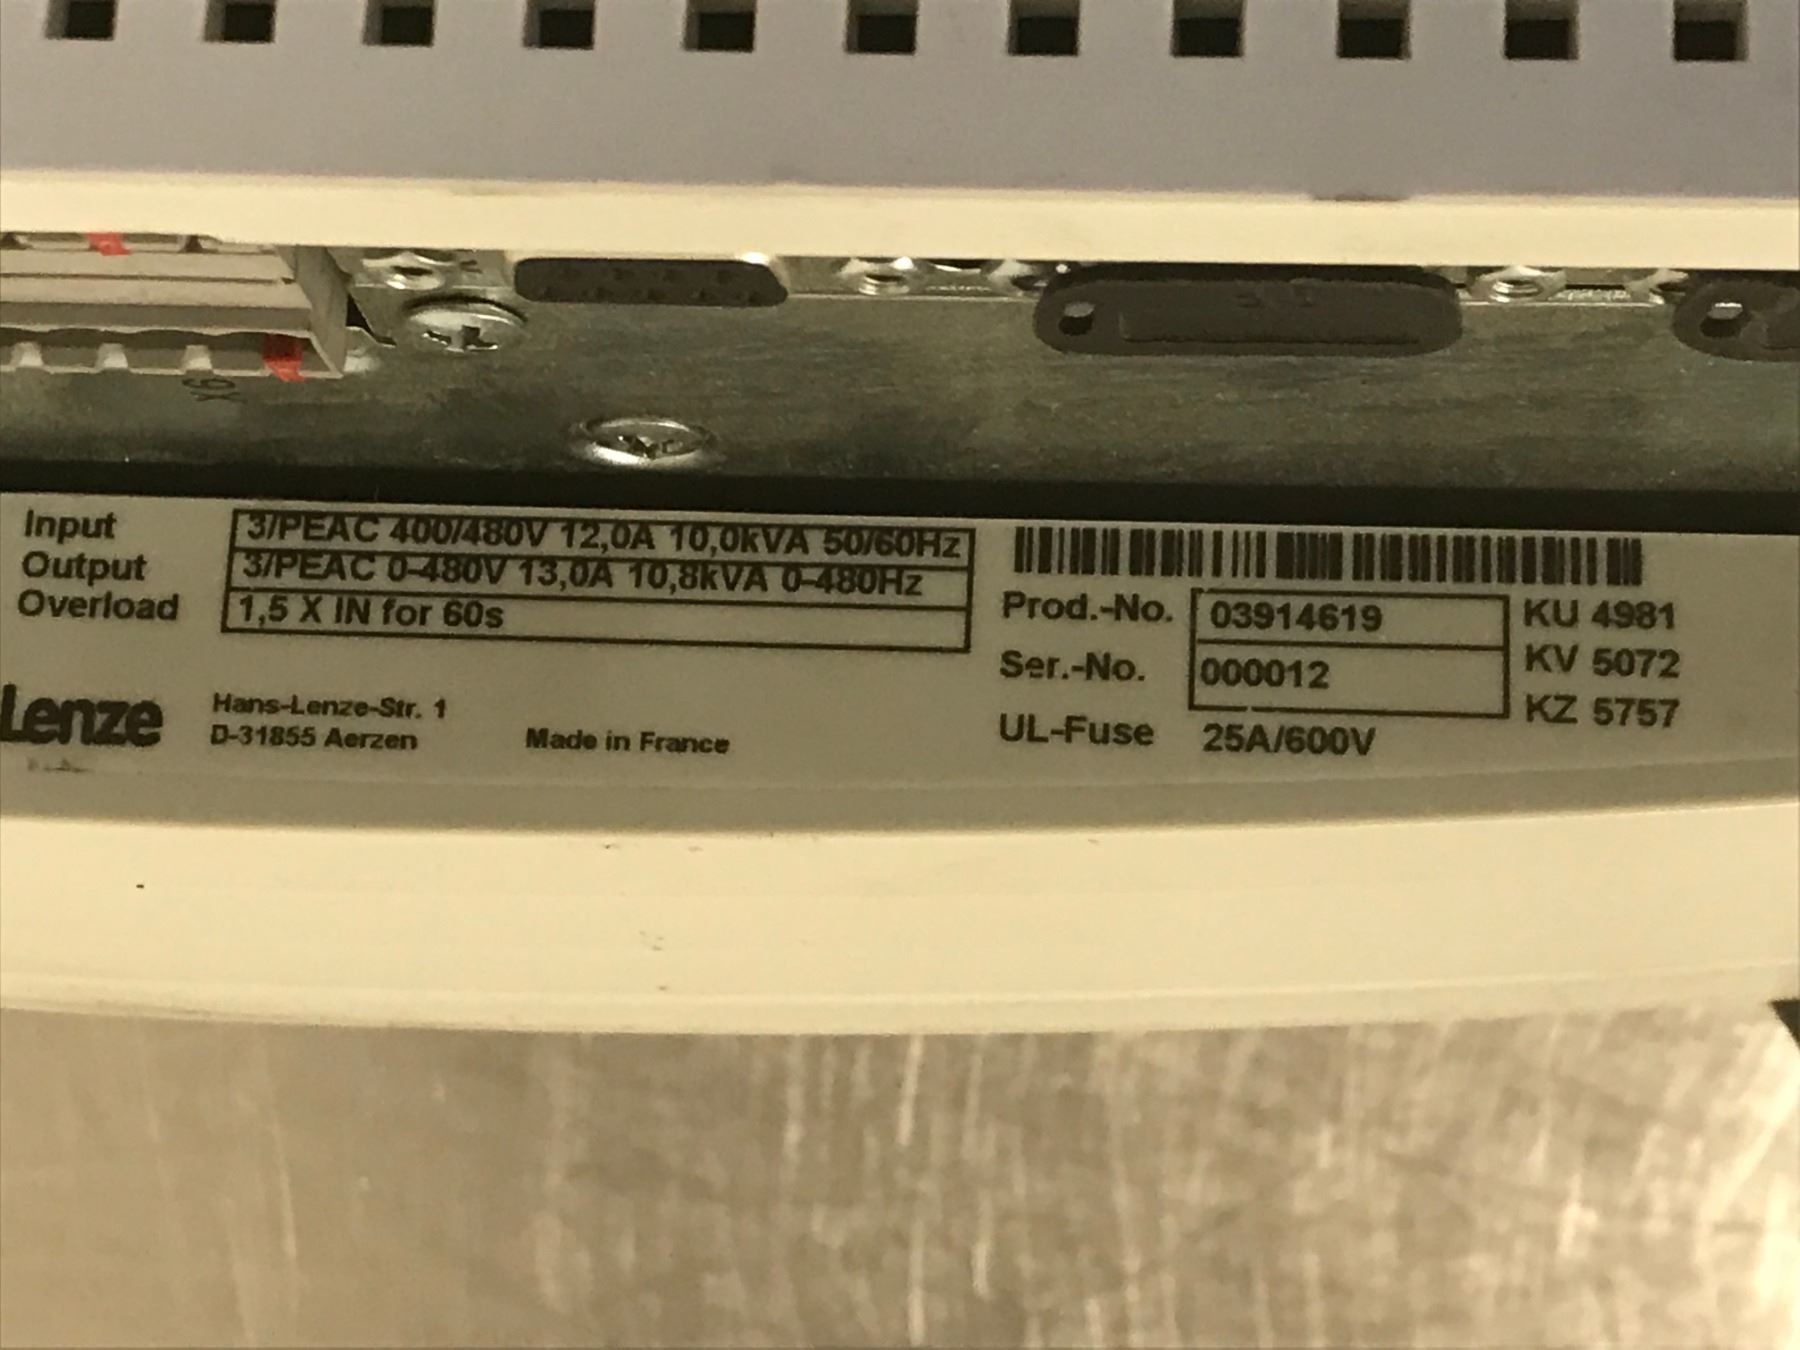 X9
Input 3/PEAC 400/480V 12,0A 10,0kVA 50/60Hz
Output 3/PEAC 0-480V 13,0A 10,8kVA 0-480Hz
Overload 1,5 X IN for 60s
Prod.-No. 03914619 KU 4981
Ser.-No. 000012 KV 5072
KZ 5757
UL-Fuse 25A/600V
Lenze
Hans-Lenze-Str. 1
D-31855 Aerzen
Made in France